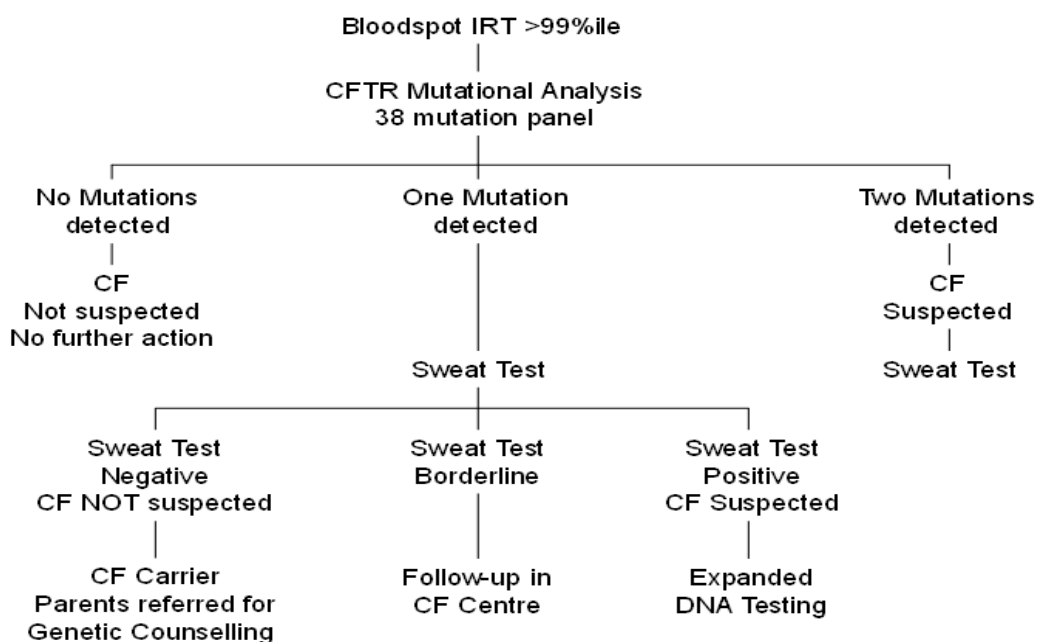 Bloodspot IRT >99%ile
CFTR Mutational Analysis
38 mutation panel
No Mutations
detected
One Mutation
detected
Two Mutations
detected
CF
Not suspected
No further action
CF
Suspected
Sweat Test
Sweat Test
Sweat Test
Negative
CF NOT suspected
Sweat Test
Borderline
Sweat Test
Positive
CF Suspected
CF Carrier
Parents referred for
Genetic Counselling
Follow-up in
CF Centre
Expanded
DNA Testing